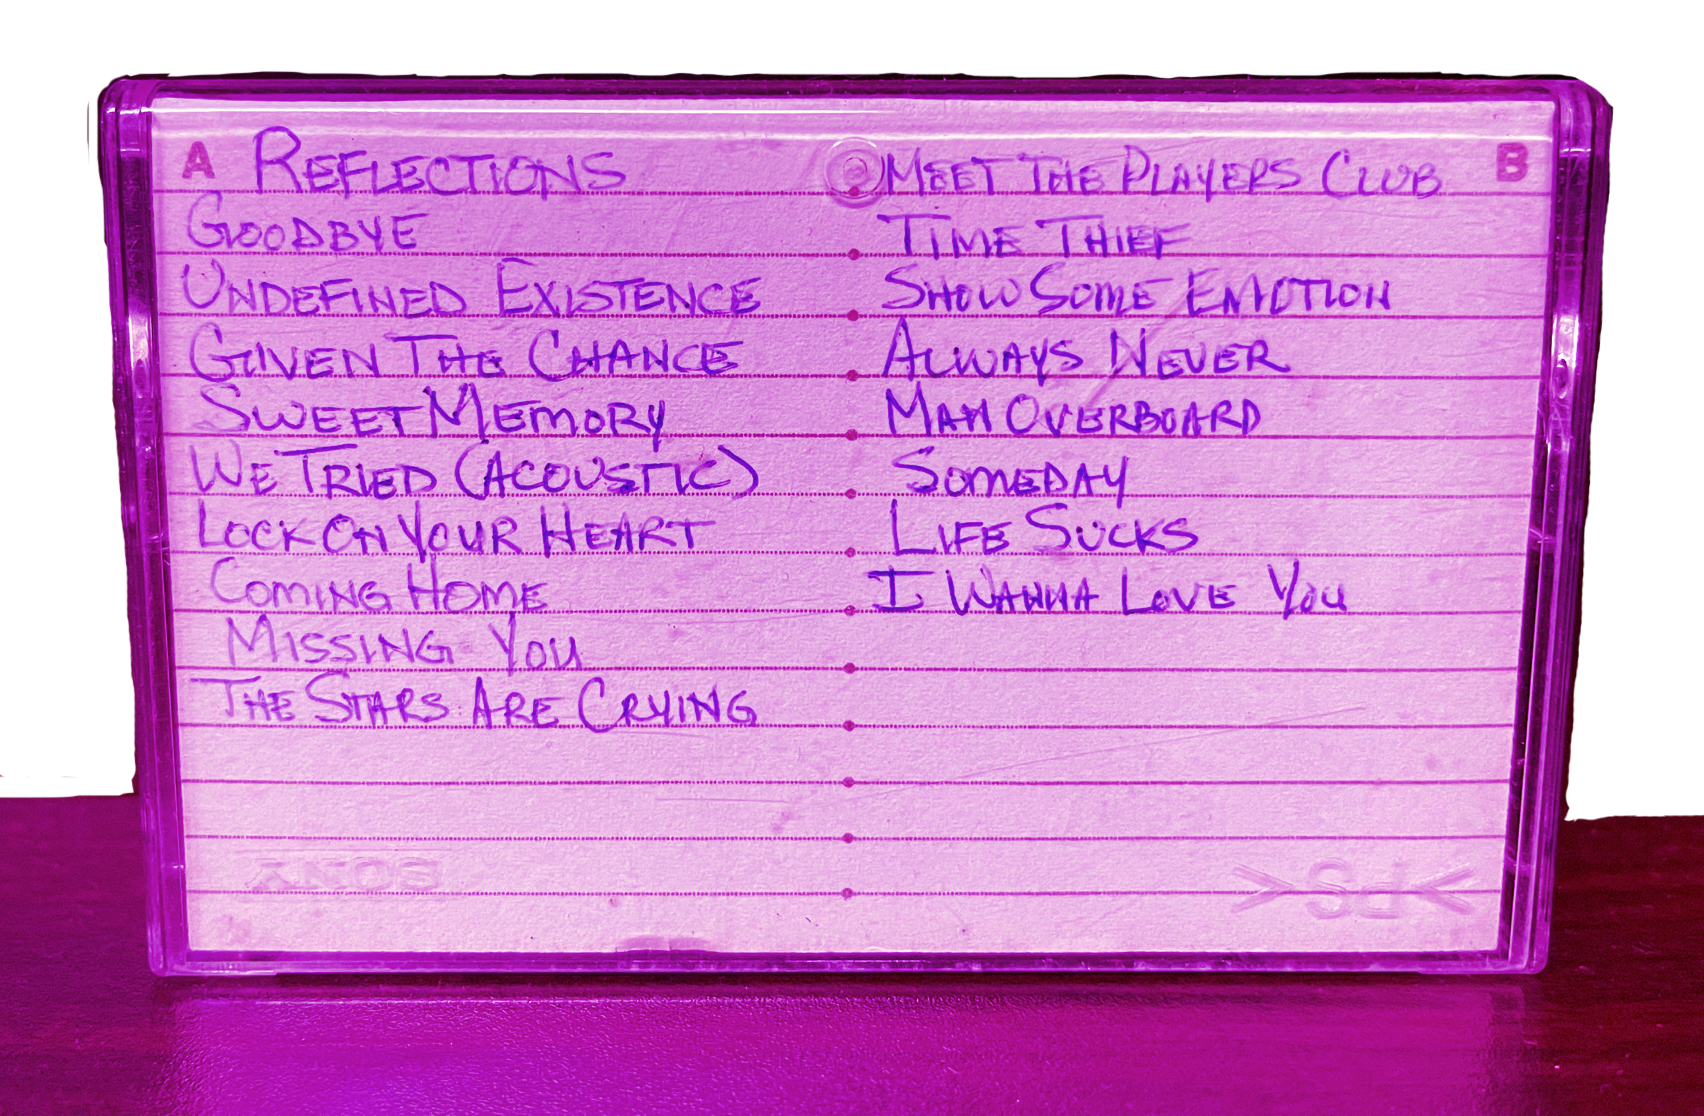 A REFLECTIONS
GOODBYE
UNDEFINED EXISTENCE
GIVEN THE CHANCE
SWEET MEMORY
WE TRIED (ACOUSTIC)
LOCK ON YOUR HEART
COMING HOME
MISSING YOU
THE STARS ARE CRYING
MEET THE PLAYERS CLUB B
TIME THIEF
SHOW SOME EMOTION
ALWAYS NEVER
MAN OVERBOARD
SOMEDAY
LIFE SUCKS
I WANNA LOVE YOU
SONY
>PS<